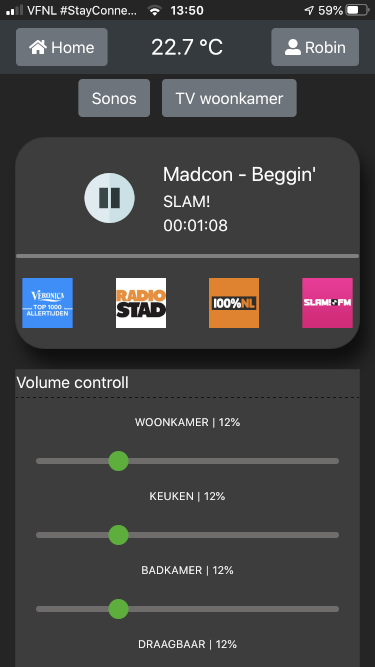 VFNL #StayConne... 13:50 59%
Home 22.7 °C Robin
Sonos TV woonkamer
Madcon - Beggin'
SLAM!
00:01:08
VERONICA
TOP 1000
ALLERTIJDEN
RADIO
STAD
100%NL
SLAM!FM
Volume controll
WOONKAMER | 12%
KEUKEN | 12%
BADKAMER | 12%
DRAAGBAAR | 12%